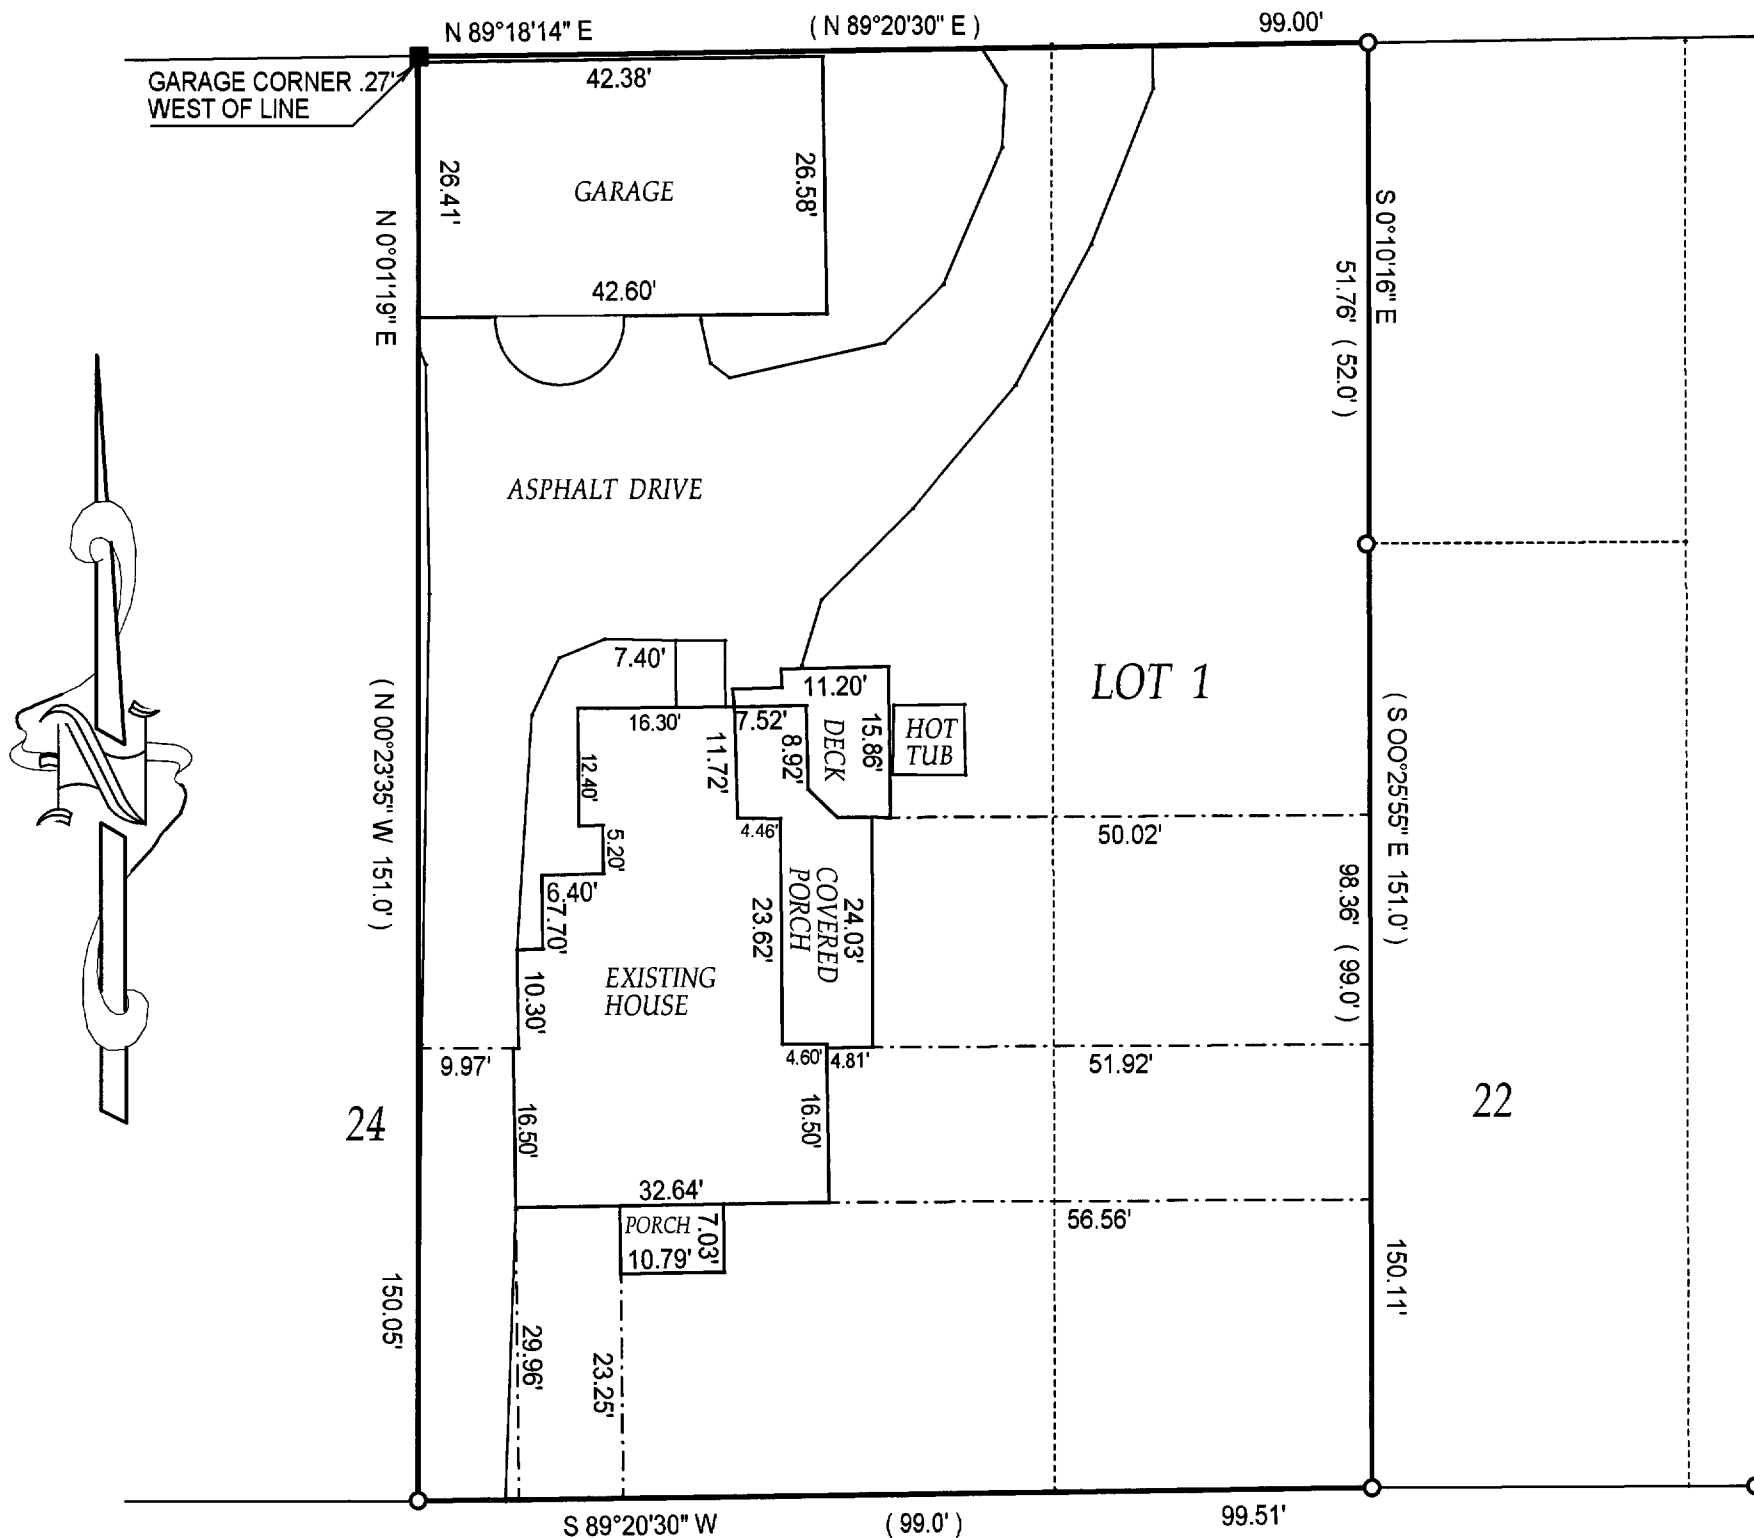 N 89°18'14" E
( N 89°20'30" E )
99.00'
GARAGE CORNER .27'
WEST OF LINE
42.38'
26.41'
GARAGE
26.58'
42.60'
N 0°01'19" E
S 0°10'16" E
51.76' ( 52.0' )
ASPHALT DRIVE
LOT 1
7.40'
11.20'
16.30'
7.52'
11.72'
8.92'
DECK
15.86'
HOT
TUB
12.40'
5.20'
4.46'
50.02'
( N 00°23'35" W 151.0' )
( S OO°25'55" E 151.0' )
6.40'
7.70'
23.62'
COVERED
PORCH
24.03'
98.36' ( 99.0' )
10.30'
EXISTING
HOUSE
9.97'
4.60'
4.81'
51.92'
24
22
16.50'
16.50'
32.64'
56.56'
PORCH
7.03'
10.79'
150.05'
150.11'
29.96'
23.25'
S 89°20'30" W
( 99.0' )
99.51'